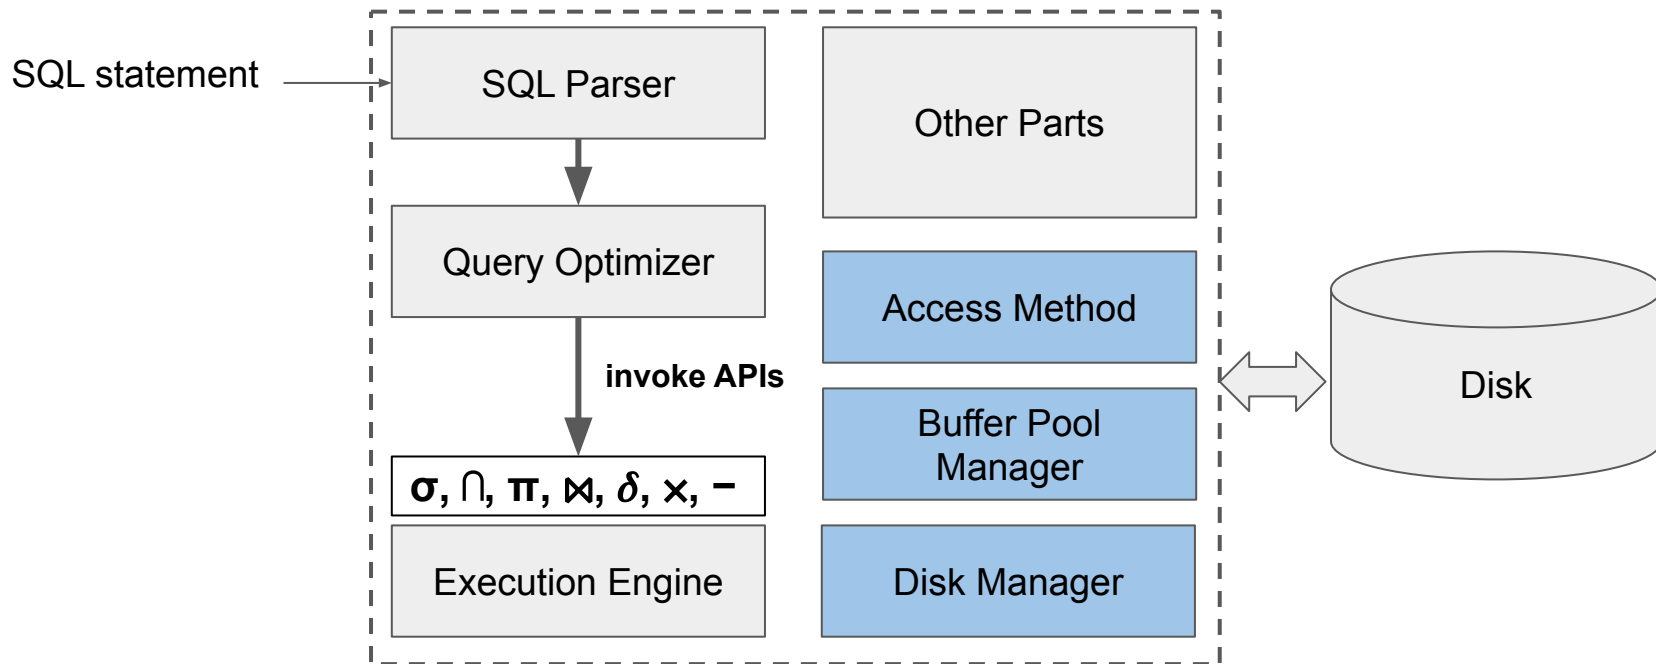 SQL statement
SQL Parser
Query Optimizer
invoke APIs
σ, ∩, π, ⋈, δ, ×, −
Execution Engine
Other Parts
Access Method
Buffer Pool
Manager
Disk Manager
Disk